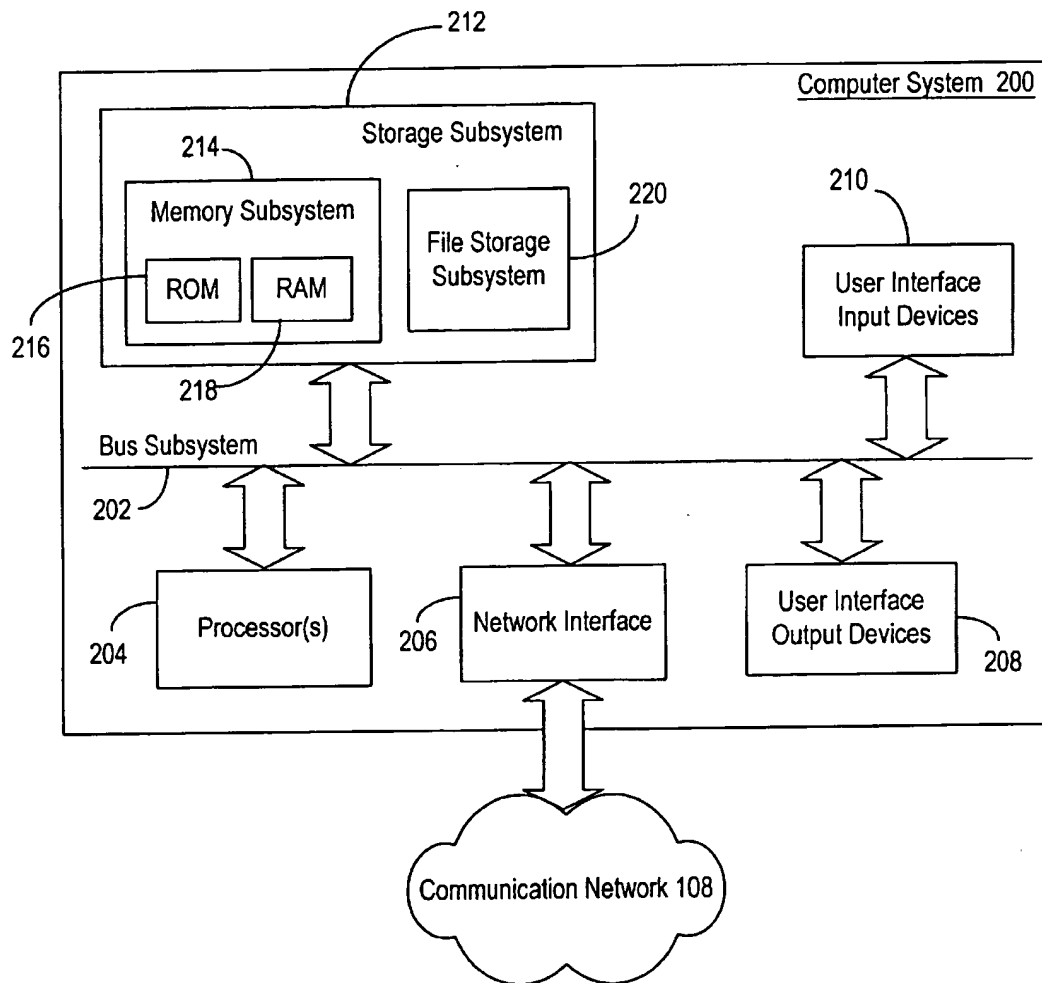 212
Computer System 200
Storage Subsystem
214
Memory Subsystem
220
210
File Storage
Subsystem
User Interface
Input Devices
ROM
RAM
216
218
Bus Subsystem
202
204
Processor(s)
206
Network Interface
User Interface
Output Devices
208
Communication Network 108